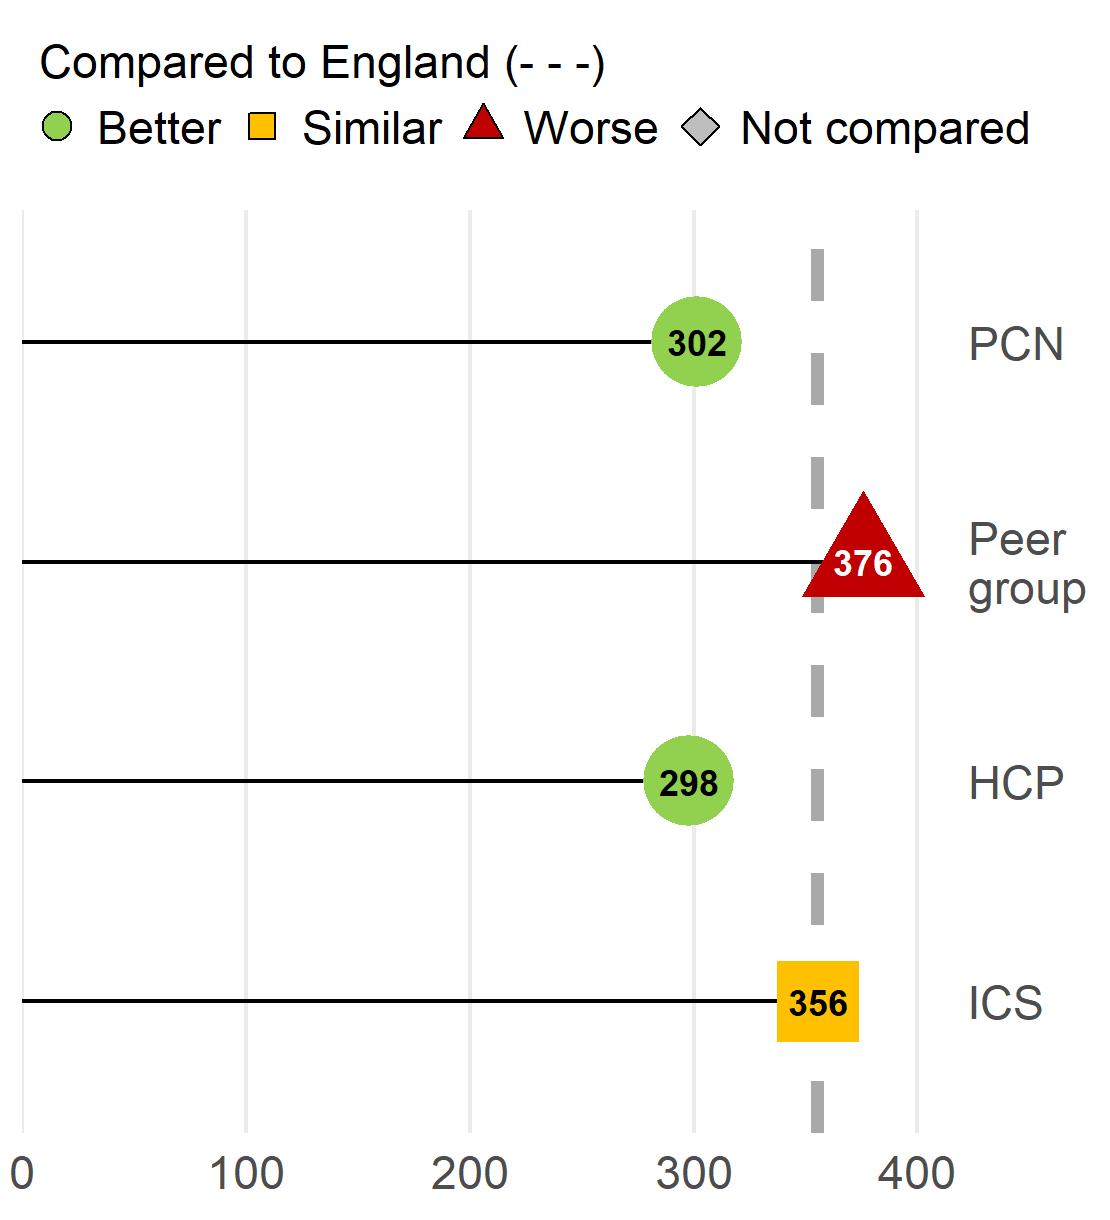 Compared to England (- - -)
Better Similar Worse Not compared
302 PCN
376 Peer
group
298 HCP
356 ICS
0 100 200 300 400